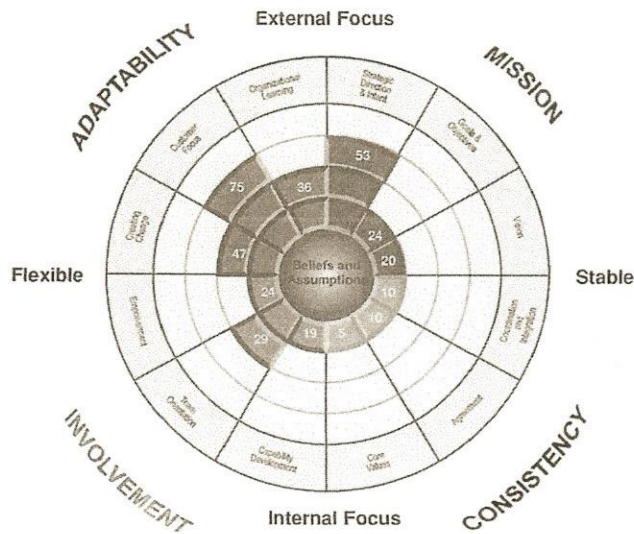 External Focus
ADAPTABILITY
MISSION
Organizational
Learning
Strategic
Direction
& Intent
Customer
Focus
Goals &
Objectives
Creating
Change
Vision
53
75
36
47
24
20
Flexible
Beliefs and
Assumptions
Stable
24
10
10
29
19
5
Empowerment
Coordination
and
Integration
Team
Orientation
Agreement
Capability
Development
Core
Values
INVOLVEMENT
CONSISTENCY
Internal Focus